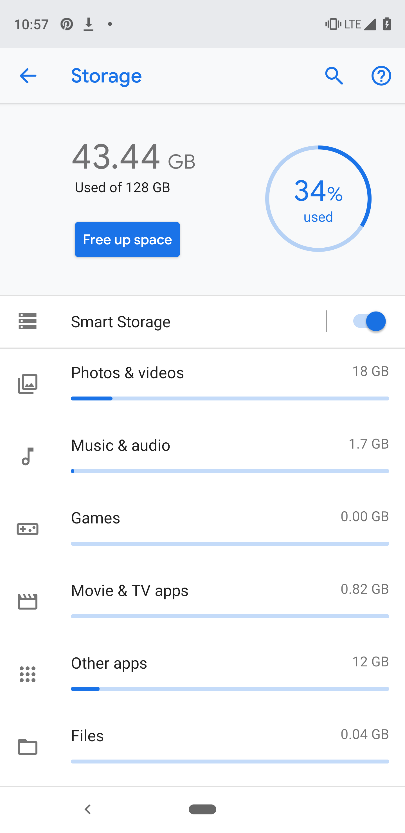 10:57 LTE
Storage
43.44 GB
Used of 128 GB
34%
used
Free up space
Smart Storage
Photos & videos 18 GB
Music & audio 1.7 GB
Games 0.00 GB
Movie & TV apps 0.82 GB
Other apps 12 GB
Files 0.04 GB